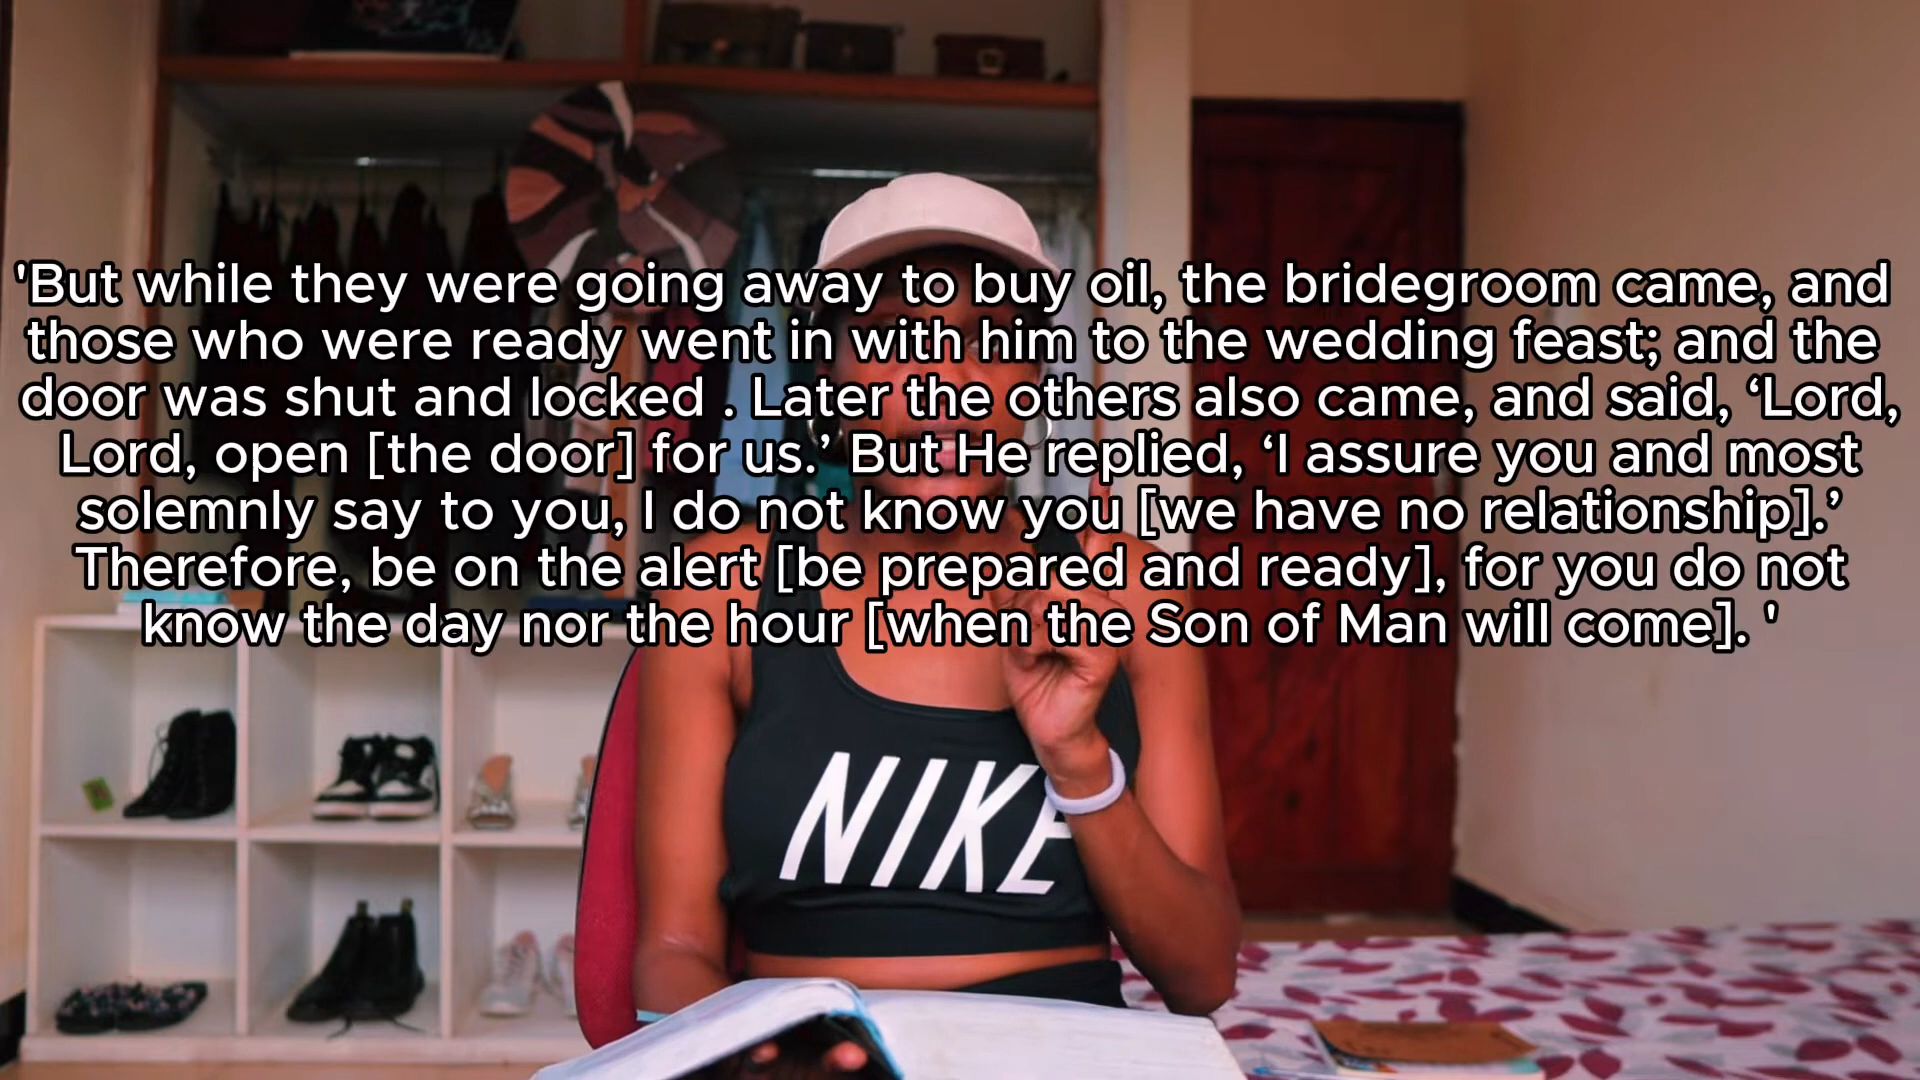 'But while they were going away to buy oil, the bridegroom came, and
those who were ready went in with him to the wedding feast; and the
door was shut and locked . Later the others also came, and said, ‘Lord,
Lord, open [the door] for us.’ But He replied, ‘I assure you and most
solemnly say to you, I do not know you [we have no relationship].’
Therefore, be on the alert [be prepared and ready], for you do not
know the day nor the hour [when the Son of Man will come]. '
NIKE